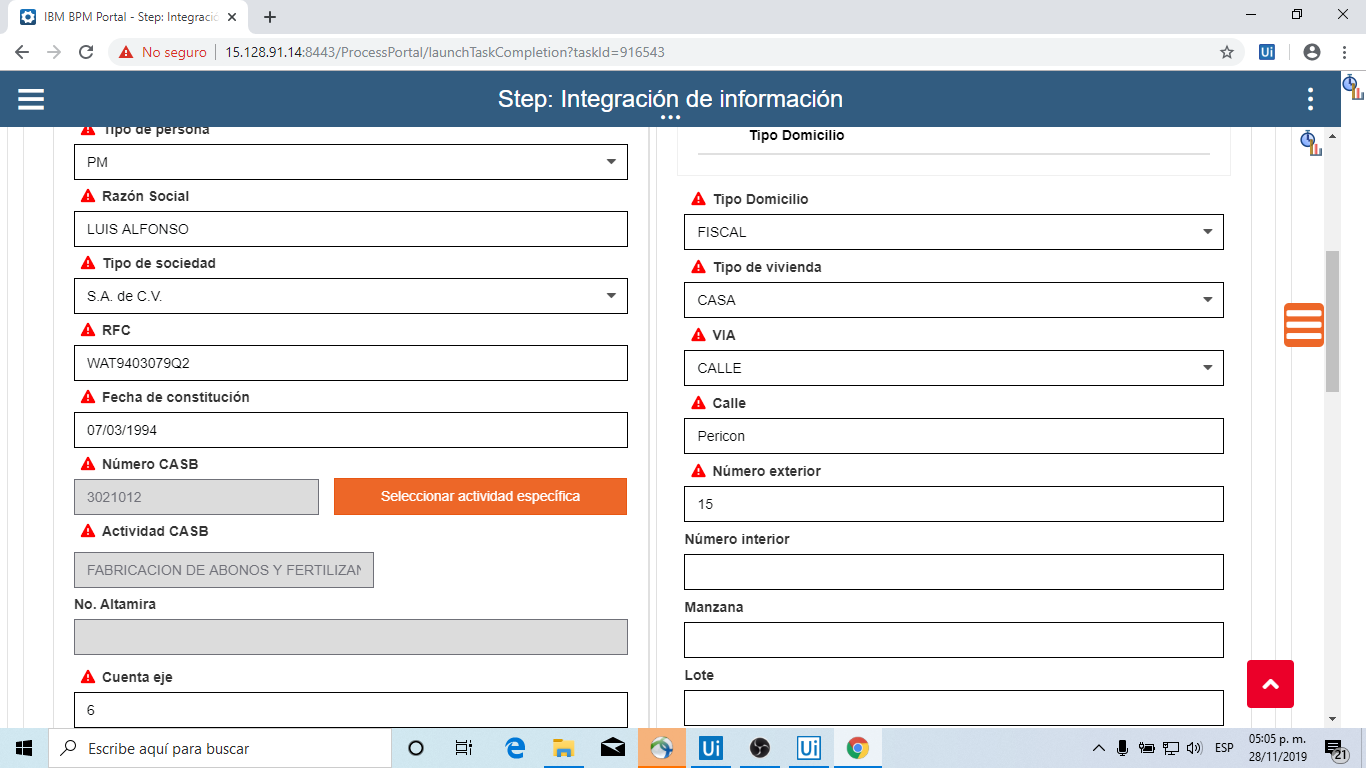 IBM BPM Portal - Step: Integració
No seguro
15.128.91.14:8443/ProcessPortal/launchTaskCompletion?taskId=916543
Ui
Step: Integración de información
Tipo de persona
PM
Razón Social
LUIS ALFONSO
Tipo de sociedad
S.A. de C.V.
RFC
WAT9403079Q2
Fecha de constitución
07/03/1994
Número CASB
3021012
Seleccionar actividad específica
Actividad CASB
FABRICACION DE ABONOS Y FERTILIZAN
No. Altamira
Cuenta eje
6
Tipo Domicilio
Tipo Domicilio
FISCAL
Tipo de vivienda
CASA
VIA
CALLE
Calle
Pericon
Número exterior
15
Número interior
Manzana
Lote
Escribe aquí para buscar
Ui
Ui
ESP
05:05 p. m.
28/11/2019
21